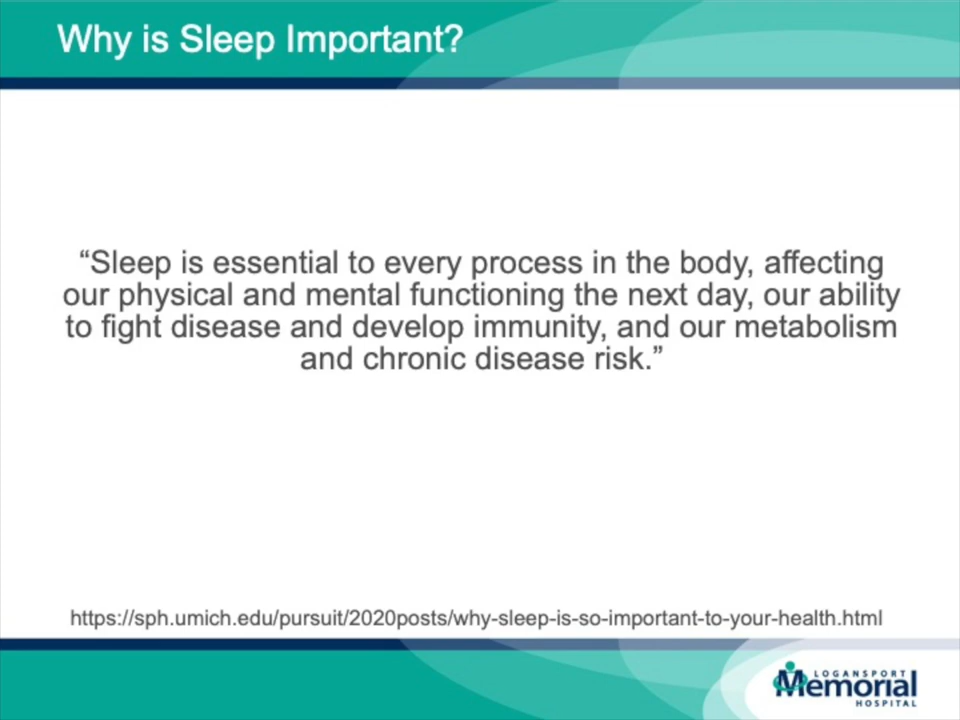 Why is Sleep Important?
“Sleep is essential to every process in the body, affecting
our physical and mental functioning the next day, our ability
to fight disease and develop immunity, and our metabolism
and chronic disease risk.”
https://sph.umich.edu/pursuit/2020posts/why-sleep-is-so-important-to-your-health.html
LOGANSPORT
Memorial
HOSPITAL